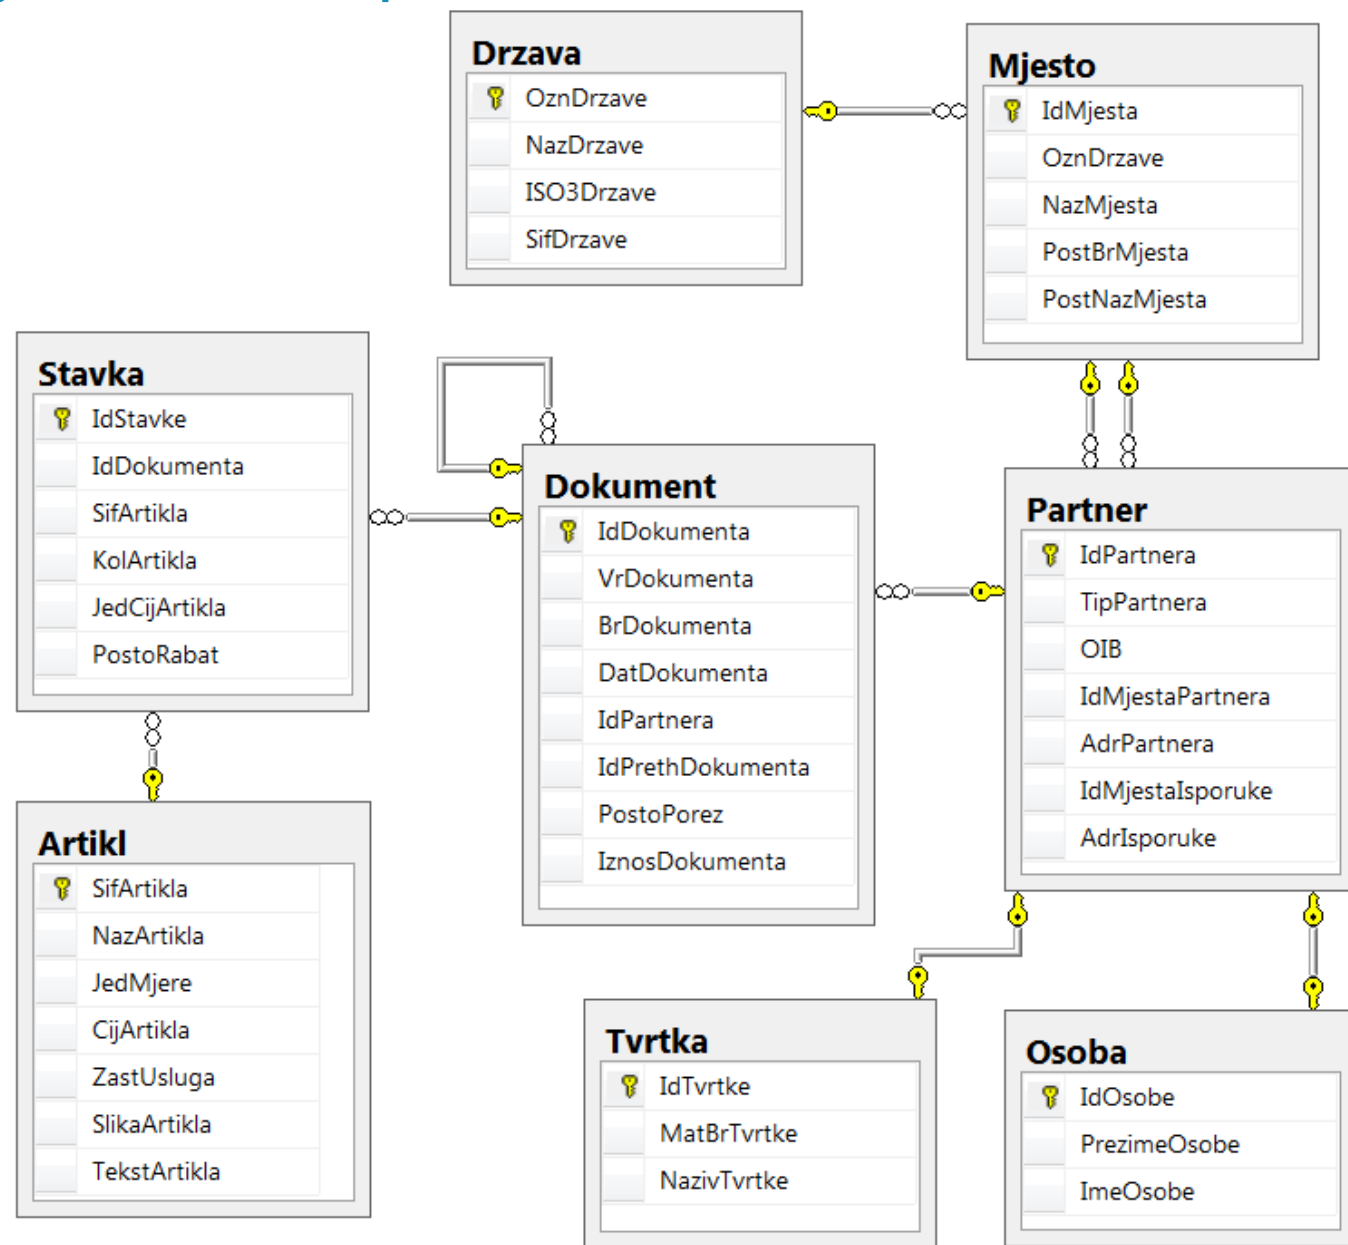 Drzava
OznDrzave
NazDrzave
ISO3Drzave
SifDrzave
Mjesto
IdMjesta
OznDrzave
NazMjesta
PostBrMjesta
PostNazMjesta
Stavka
IdStavke
IdDokumenta
SifArtikla
KolArtikla
JedCijArtikla
PostoRabat
Dokument
IdDokumenta
VrDokumenta
BrDokumenta
DatDokumenta
IdPartnera
IdPrethDokumenta
PostoPorez
IznosDokumenta
Partner
IdPartnera
TipPartnera
OIB
IdMjestaPartnera
AdrPartnera
IdMjestaIsporuke
AdrIsporuke
Artikl
SifArtikla
NazArtikla
JedMjere
CijArtikla
ZastUsluga
SlikaArtikla
TekstArtikla
Tvrtka
IdTvrtke
MatBrTvrtke
NazivTvrtke
Osoba
IdOsobe
PrezimeOsobe
ImeOsobe